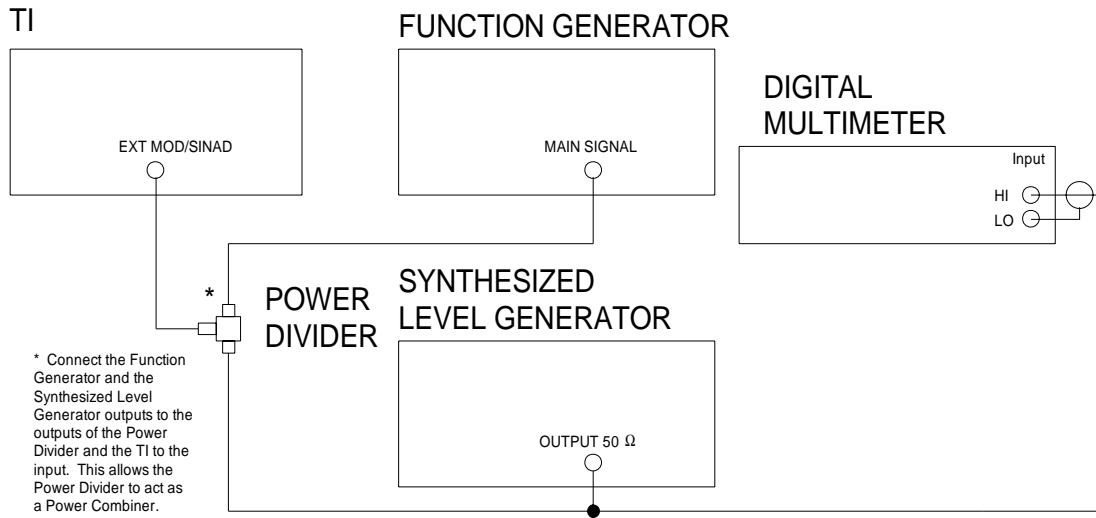 TI
FUNCTION GENERATOR
DIGITAL
MULTIMETER
EXT MOD/SINAD
MAIN SIGNAL
Input
HI
LO
*
POWER
DIVIDER
SYNTHESIZED
LEVEL GENERATOR
* Connect the Function
Generator and the
Synthesized Level
Generator outputs to the
outputs of the Power
Divider and the TI to the
input. This allows the
Power Divider to act as
a Power Combiner.
OUTPUT 50 Ω